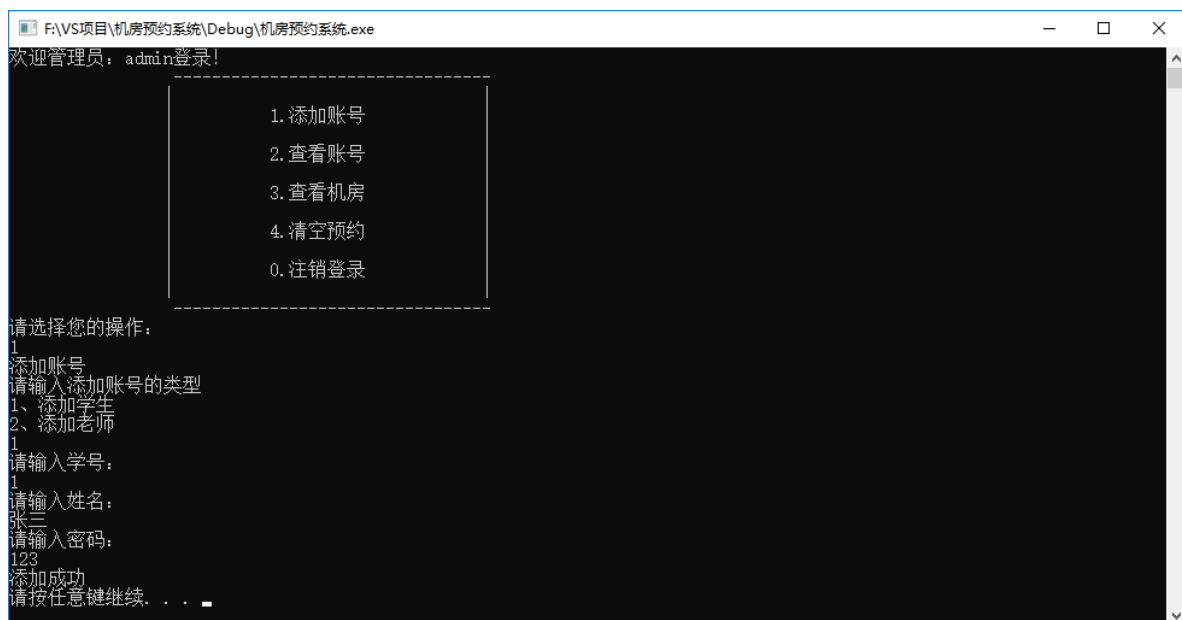 F:\VS项目\机房预约系统\Debug\机房预约系统.exe
欢迎管理员：admin登录！
---------------------------------
1.添加账号
2.查看账号
3.查看机房
4.清空预约
0.注销登录
---------------------------------
请选择您的操作：
1
添加账号
请输入添加账号的类型
1、添加学生
2、添加老师
1
请输入学号：
1
请输入姓名：
张三
请输入密码：
123
添加成功
请按任意键继续. . .